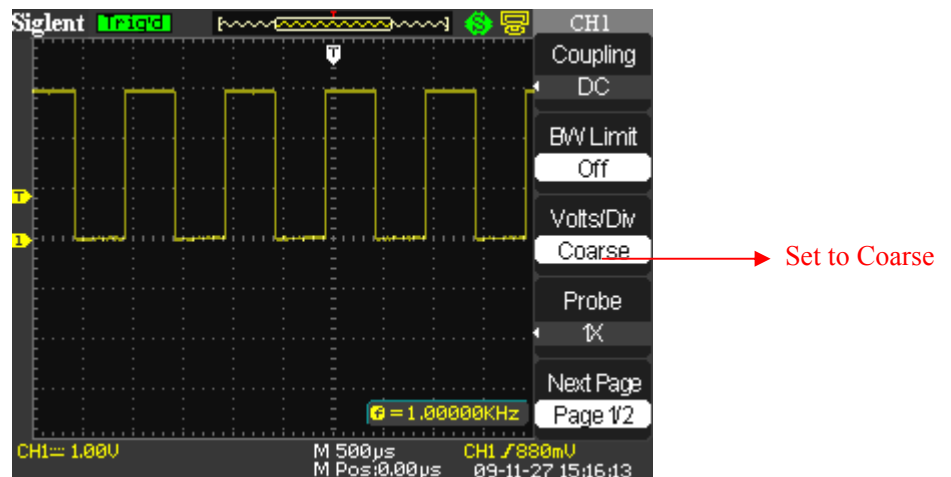 Siglent Trig'd T S CH1
Coupling
DC
BW Limit
Off
T
Volts/Div
1
Coarse
Set to Coarse
Probe
1X
Next Page
f = 1.00000KHz
Page 1/2
CH1 1.00V M 500µs CH1 880mV
M Pos:0.00µs 09-11-27 15:16:13